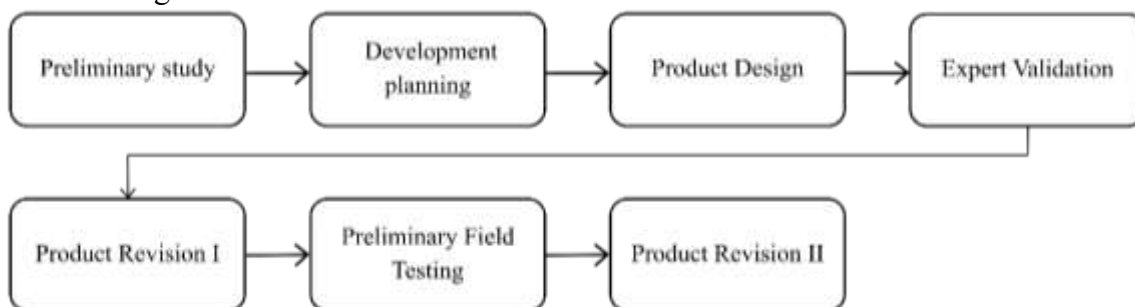 Preliminary study
Development
planning
Product Design
Expert Validation
Product Revision I
Preliminary Field
Testing
Product Revision II